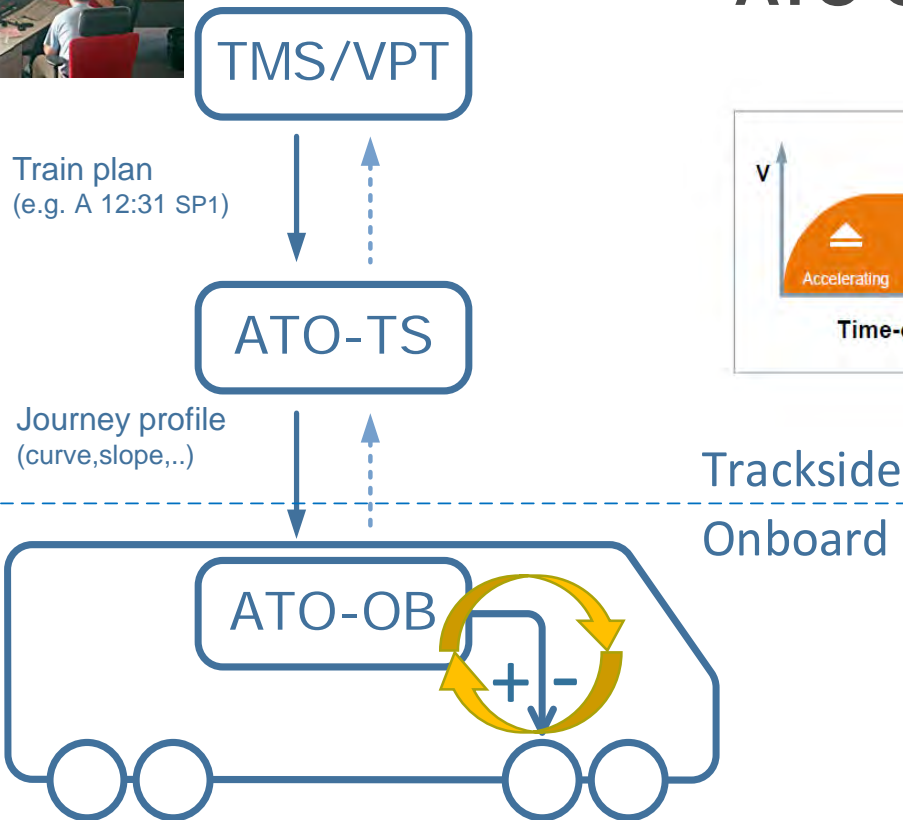 TMS/VPT
Train plan
(e.g. A 12:31 SP1)
ATO-TS
Journey profile
(curve,slope,..)
ATO-OB
+ -
V
Accelerating
Trackside
Onboard